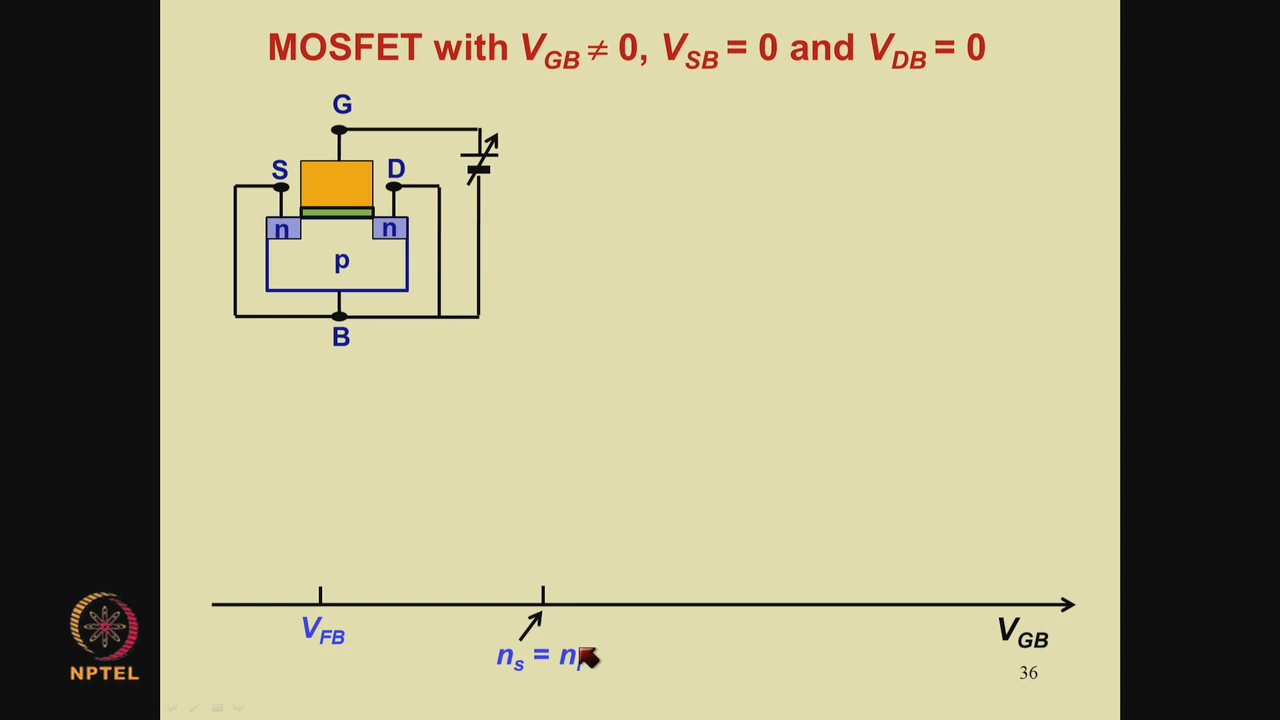 MOSFET with V_GB ≠ 0, V_SB = 0 and V_DB = 0
G
S D
n n
p
B
V_FB
n_s = n
V_GB
36
NPTEL